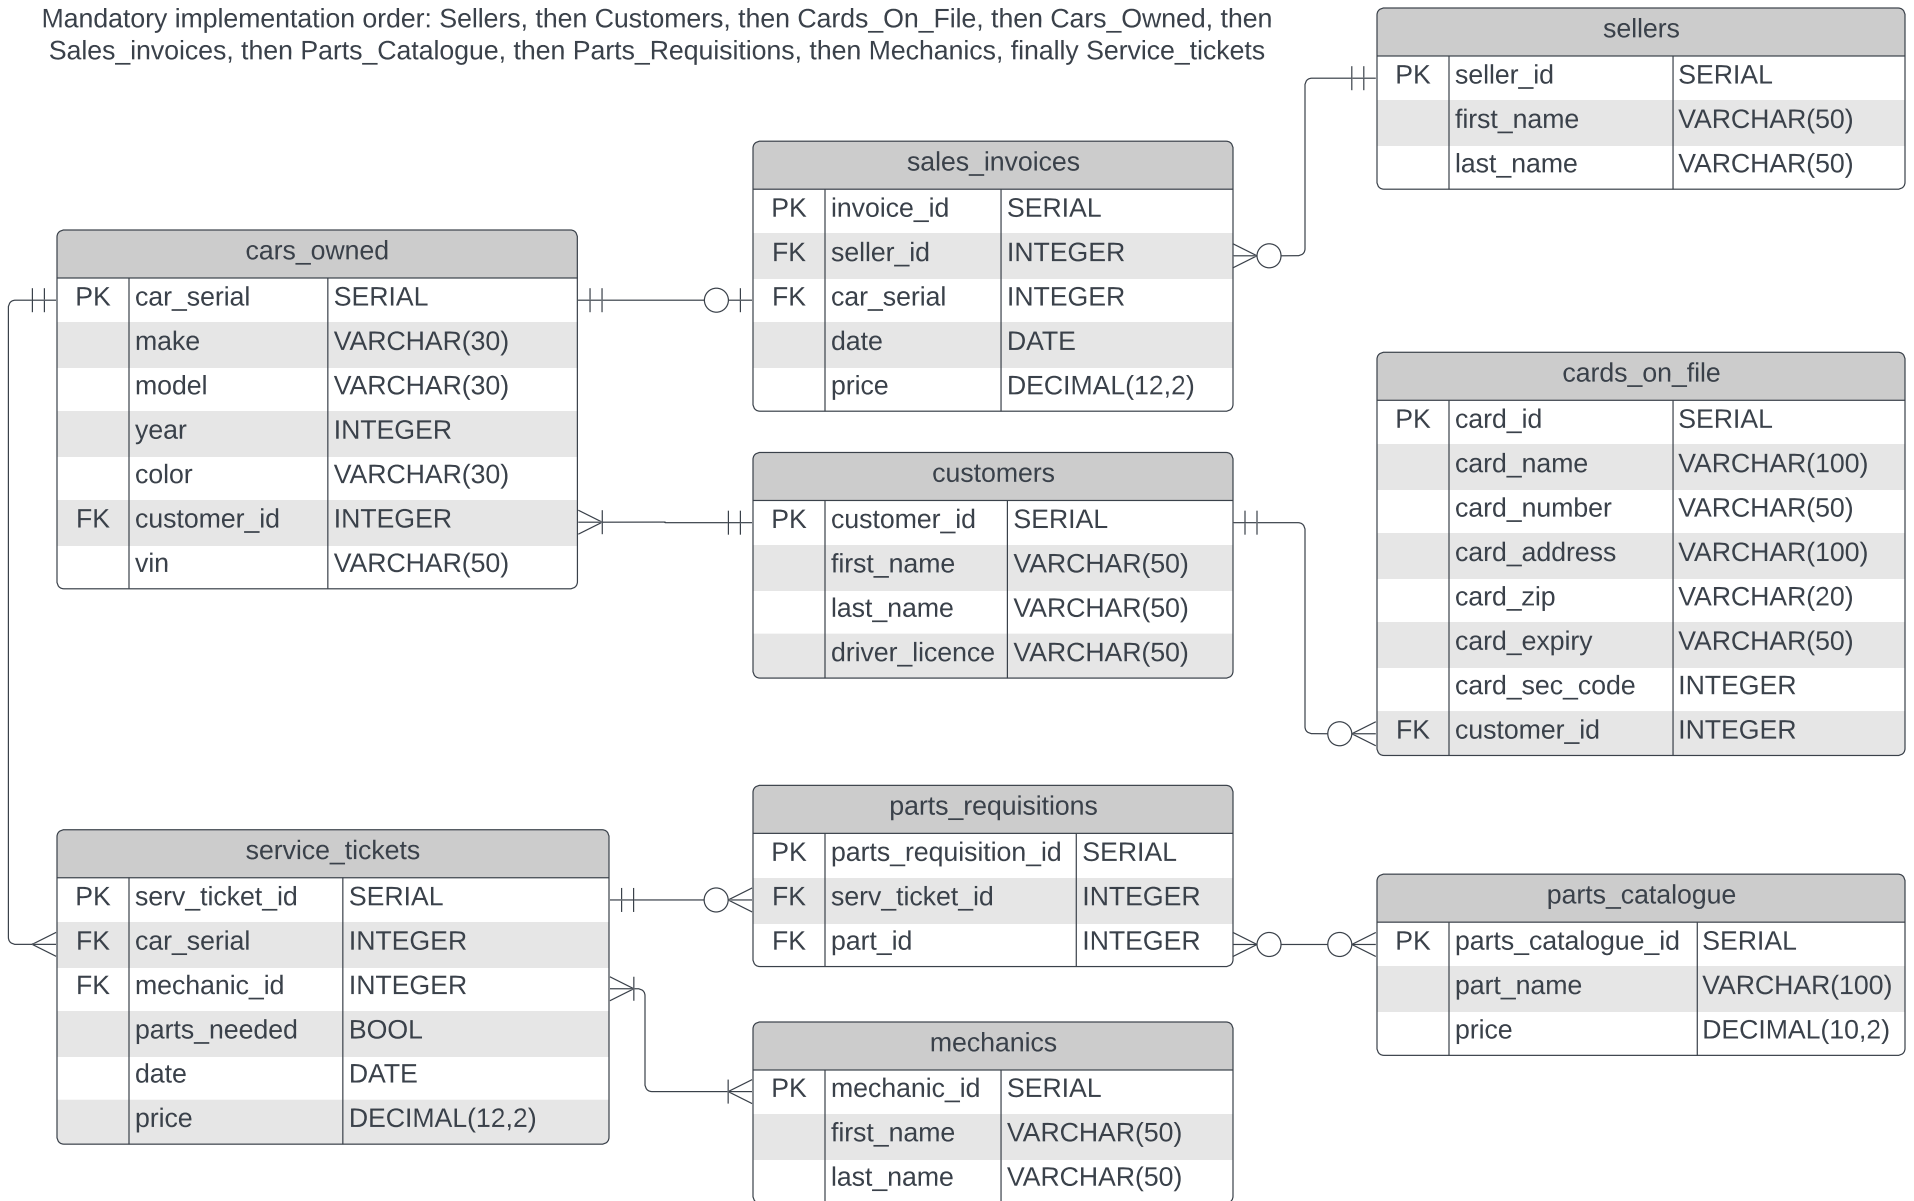 Mandatory implementation order: Sellers, then Customers, then Cards_On_File, then Cars_Owned, then
Sales_invoices, then Parts_Catalogue, then Parts_Requisitions, then Mechanics, finally Service_tickets
sellers
PK seller_id SERIAL
first_name VARCHAR(50)
last_name VARCHAR(50)
sales_invoices
PK invoice_id SERIAL
FK seller_id INTEGER
FK car_serial INTEGER
date DATE
price DECIMAL(12,2)
cars_owned
PK car_serial SERIAL
make VARCHAR(30)
model VARCHAR(30)
year INTEGER
color VARCHAR(30)
FK customer_id INTEGER
vin VARCHAR(50)
customers
PK customer_id SERIAL
first_name VARCHAR(50)
last_name VARCHAR(50)
driver_licence VARCHAR(50)
cards_on_file
PK card_id SERIAL
card_name VARCHAR(100)
card_number VARCHAR(50)
card_address VARCHAR(100)
card_zip VARCHAR(20)
card_expiry VARCHAR(50)
card_sec_code INTEGER
FK customer_id INTEGER
service_tickets
PK serv_ticket_id SERIAL
FK car_serial INTEGER
FK mechanic_id INTEGER
parts_needed BOOL
date DATE
price DECIMAL(12,2)
parts_requisitions
PK parts_requisition_id SERIAL
FK serv_ticket_id INTEGER
FK part_id INTEGER
parts_catalogue
PK parts_catalogue_id SERIAL
part_name VARCHAR(100)
price DECIMAL(10,2)
mechanics
PK mechanic_id SERIAL
first_name VARCHAR(50)
last_name VARCHAR(50)